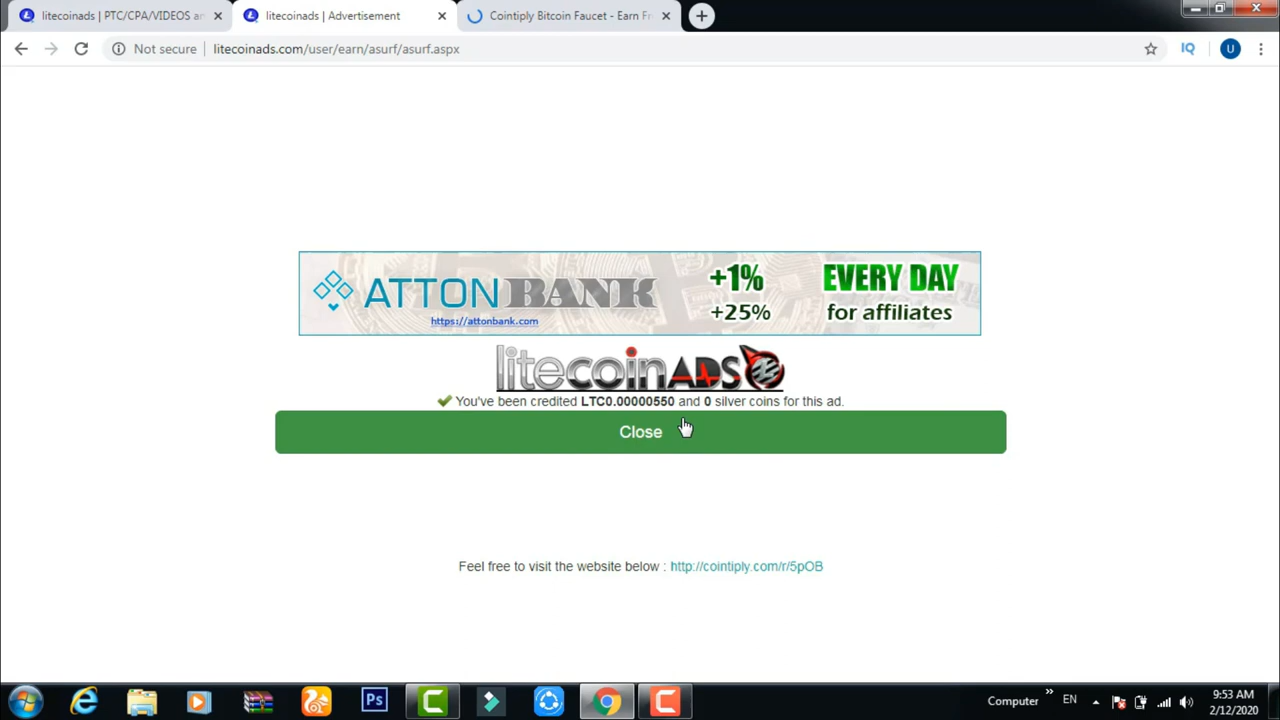 litecoinads | PTC/CPA/VIDEOS an
litecoinads | Advertisement
Cointiply Bitcoin Faucet - Earn Fr
Not secure
litecoinads.com/user/earn/asurf/asurf.aspx
IQ
U
ATTONBANK
https://attonbank.com
+1%
+25%
EVERY DAY
for affiliates
litecoinADS
You've been credited LTC0.00000550 and 0 silver coins for this ad.
Close
Feel free to visit the website below : http://cointiply.com/r/5pOB
Ps
Computer
EN
9:53 AM
2/12/2020